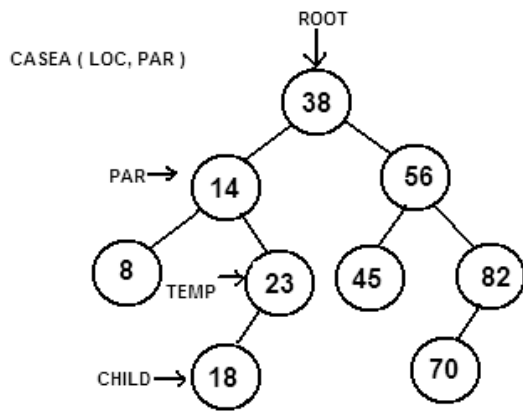 ROOT
CASEA ( LOC, PAR )
38
PAR
14
56
8
TEMP
23
45
82
CHILD
18
70